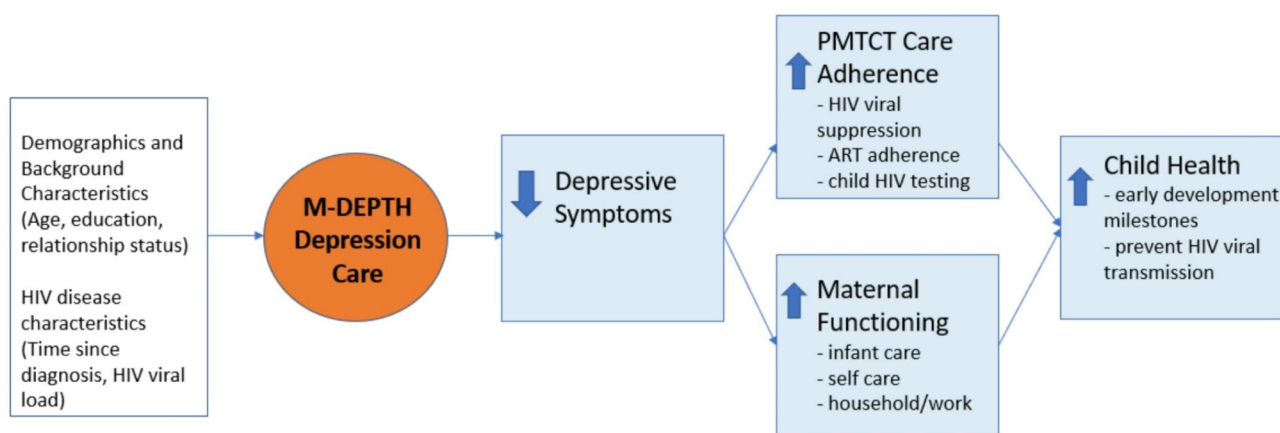 Demographics and
Background
Characteristics
(Age, education,
relationship status)
HIV disease
characteristics
(Time since
diagnosis, HIV viral
load)
M-DEPTH
Depression
Care
Depressive
Symptoms
PMTCT Care
Adherence
- HIV viral
suppression
- ART adherence
- child HIV testing
Maternal
Functioning
- infant care
- self care
- household/work
Child Health
- early development
milestones
- prevent HIV viral
transmission